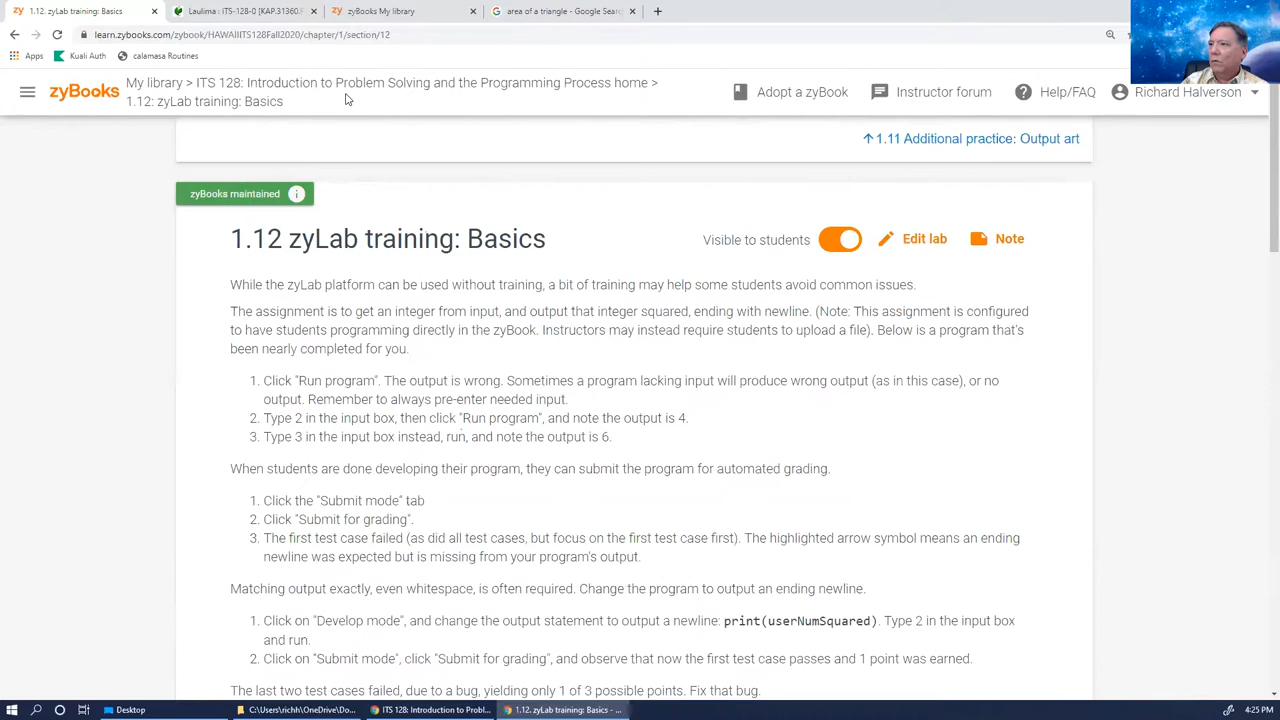 1.12. zyLab training: Basics
Laulima : ITS-128-0 [KAP.31360.F
zyBooks My library
area of a triangle - Google Sear
learn.zybooks.com/zybook/HAWAIIITS128Fall2020/chapter/1/section/12
Apps
Kuali Auth
calamasa Routines
zyBooks
My library > ITS 128: Introduction to Problem Solving and the Programming Process home >
1.12: zyLab training: Basics
Adopt a zyBook
Instructor forum
Help/FAQ
Richard Halverson
1.11 Additional practice: Output art
zyBooks maintained
1.12 zyLab training: Basics
Visible to students
Edit lab
Note
While the zyLab platform can be used without training, a bit of training may help some students avoid common issues.
The assignment is to get an integer from input, and output that integer squared, ending with newline. (Note: This assignment is configured
to have students programming directly in the zyBook. Instructors may instead require students to upload a file). Below is a program that's
been nearly completed for you.
1. Click "Run program". The output is wrong. Sometimes a program lacking input will produce wrong output (as in this case), or no
output. Remember to always pre-enter needed input.
2. Type 2 in the input box, then click "Run program", and note the output is 4.
3. Type 3 in the input box instead, run, and note the output is 6.
When students are done developing their program, they can submit the program for automated grading.
1. Click the "Submit mode" tab
2. Click "Submit for grading".
3. The first test case failed (as did all test cases, but focus on the first test case first). The highlighted arrow symbol means an ending
newline was expected but is missing from your program's output.
Matching output exactly, even whitespace, is often required. Change the program to output an ending newline.
1. Click on "Develop mode", and change the output statement to output a newline: print(userNumSquared). Type 2 in the input box
and run.
2. Click on "Submit mode", click "Submit for grading", and observe that now the first test case passes and 1 point was earned.
The last two test cases failed, due to a bug, yielding only 1 of 3 possible points. Fix that bug.
Desktop
C:\Users\richh\OneDrive\Do...
ITS 128: Introduction to Probl...
1.12. zyLab training: Basics - ...
4:25 PM